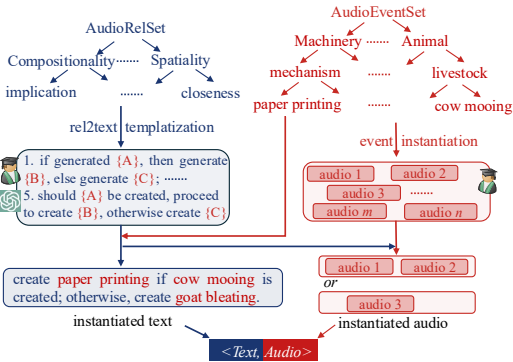 AudioRelSet
Compositionality ....... Spatiality
implication ....... closeness
rel2text templatization
1. if generated {A}, then generate
{B}, else generate {C}; .......
5. should {A} be created, proceed
to create {B}, otherwise create {C}
create paper printing if cow mooing is
created; otherwise, create goat bleating.
instantiated text
AudioEventSet
Machinery ....... Animal
mechanism ....... livestock
paper printing ....... cow mooing
event instantiation
audio 1 audio 2
audio 3 .......
audio m audio n
audio 1 audio 2
or
audio 3
instantiated audio
<Text, Audio>